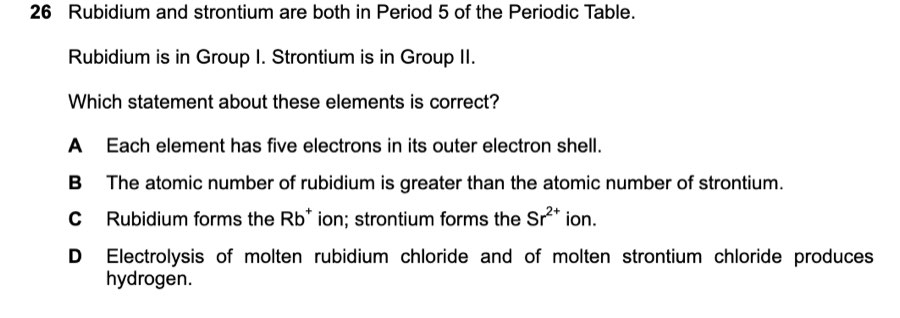 26 Rubidium and strontium are both in Period 5 of the Periodic Table.
Rubidium is in Group I. Strontium is in Group II.
Which statement about these elements is correct?
A Each element has five electrons in its outer electron shell.
B The atomic number of rubidium is greater than the atomic number of strontium.
C Rubidium forms the Rb⁺ ion; strontium forms the Sr²⁺ ion.
D Electrolysis of molten rubidium chloride and of molten strontium chloride produces
hydrogen.